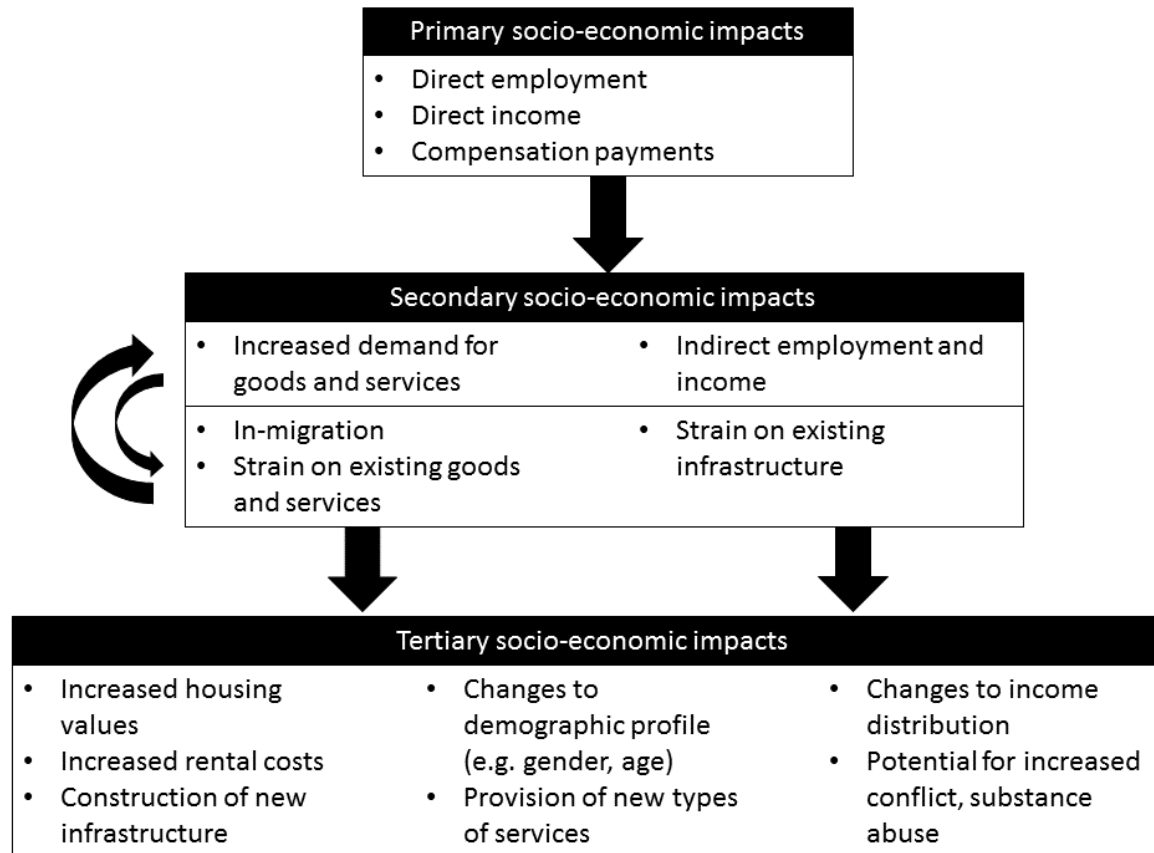 Primary socio-economic impacts
• Direct employment
• Direct income
• Compensation payments
Secondary socio-economic impacts
• Increased demand for
goods and services
• Indirect employment and
income
• In-migration
• Strain on existing goods
and services
• Strain on existing
infrastructure
Tertiary socio-economic impacts
• Increased housing
values
• Increased rental costs
• Construction of new
infrastructure
• Changes to
demographic profile
(e.g. gender, age)
• Provision of new types
of services
• Changes to income
distribution
• Potential for increased
conflict, substance
abuse